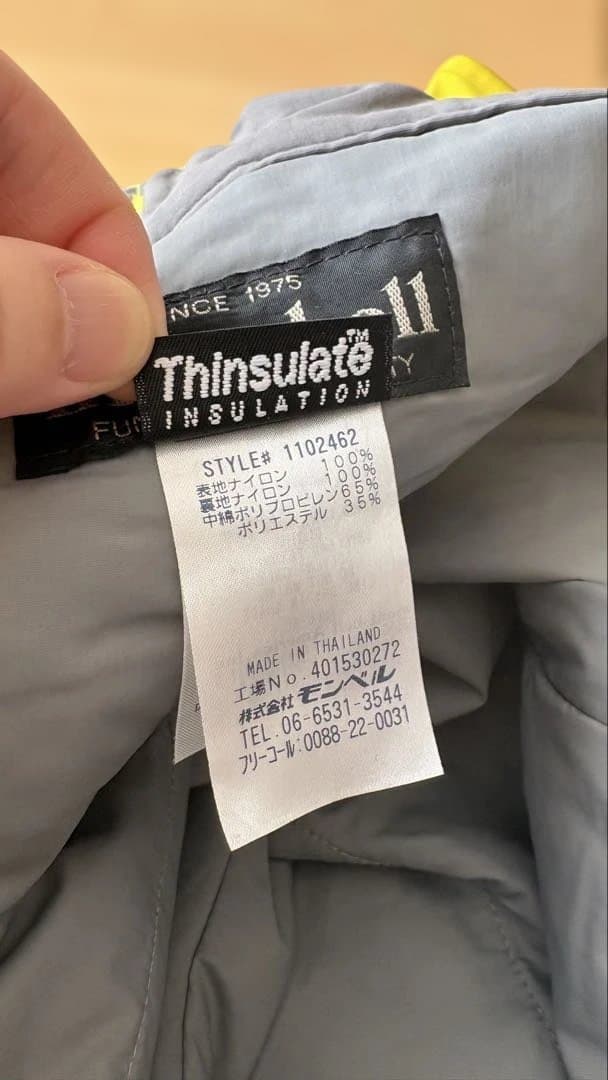 SINCE 1975
Thinsulate™
INSULATION
STYLE# 1102462
表地ナイロン 100%
裏地ナイロン 100%
中綿ポリプロピレン 65%
ポリエステル 35%
MADE IN THAILAND
工場No.401530272
株式会社モンベル
TEL.06-6531-3544
フリーコール:0088-22-0031